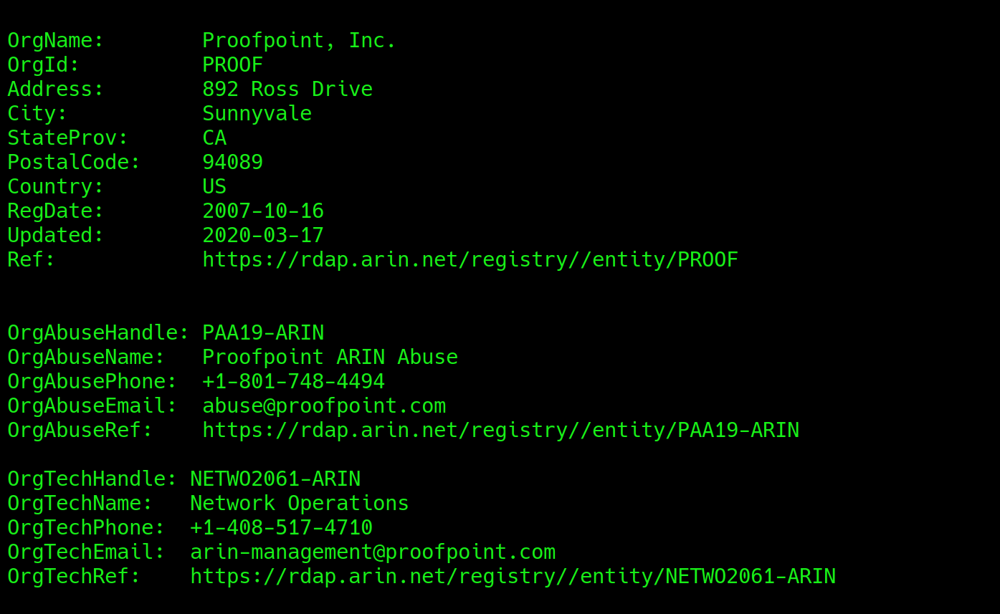 OrgName:        Proofpoint, Inc.
OrgId:          PROOF
Address:        892 Ross Drive
City:           Sunnyvale
StateProv:      CA
PostalCode:     94089
Country:        US
RegDate:        2007-10-16
Updated:        2020-03-17
Ref:            https://rdap.arin.net/registry//entity/PROOF
OrgAbuseHandle: PAA19-ARIN
OrgAbuseName:   Proofpoint ARIN Abuse
OrgAbusePhone:  +1-801-748-4494
OrgAbuseEmail:  abuse@proofpoint.com
OrgAbuseRef:    https://rdap.arin.net/registry//entity/PAA19-ARIN
OrgTechHandle: NETWO2061-ARIN
OrgTechName:   Network Operations
OrgTechPhone:  +1-408-517-4710
OrgTechEmail:  arin-management@proofpoint.com
OrgTechRef:    https://rdap.arin.net/registry//entity/NETWO2061-ARIN